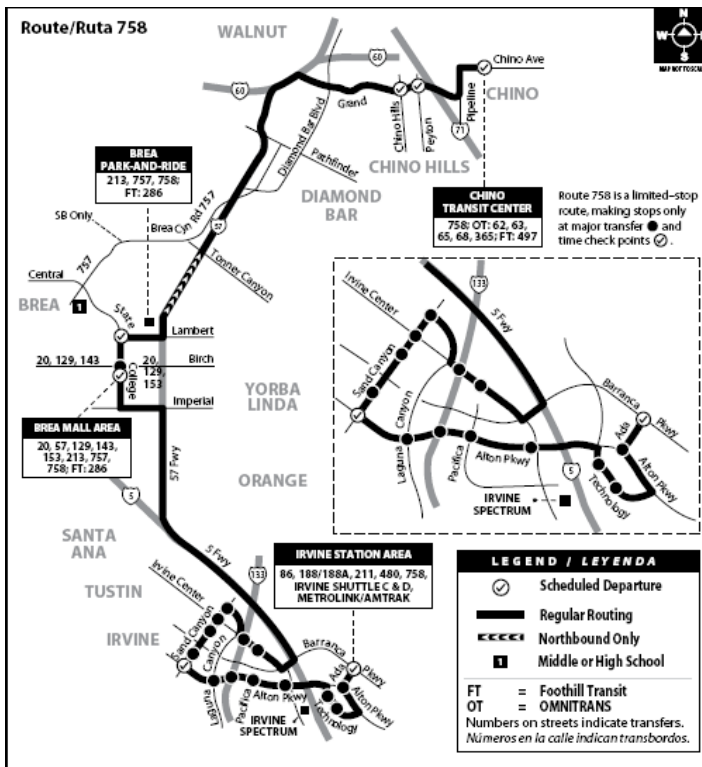 Route/Ruta 758
WALNUT
N
W E
S
MAP NOT TO SCALE
60
60
Chino Ave
CHINO
Grand
Chino Hills
Peyton
Pipeline
71
CHINO HILLS
Diamond Bar Blvd
Pathfinder
DIAMOND
BAR
BREA
PARK-AND-RIDE
213, 757, 758;
FT: 286
CHINO
TRANSIT CENTER
758; OT: 62, 63,
65, 68, 365; FT: 497
Route 758 is a limited–stop
route, making stops only
at major transfer and
time check points .
SB Only
Brea Cyn Rd 757
57
Tonner Canyon
757
Central
BREA
1
State
College
Lambert
20, 129, 143
20,
129,
153
Birch
Imperial
YORBA
LINDA
BREA MALL AREA
20, 57, 129, 143,
153, 213, 757,
758; FT: 286
57 Fwy
ORANGE
5
SANTA
ANA
5 Fwy
TUSTIN
Irvine Center
133
IRVINE STATION AREA
86, 188/188A, 211, 480, 758,
IRVINE SHUTTLE C & D,
METROLINK/AMTRAK
IRVINE
Sand Canyon
Laguna
Canyon
Pacifica
Alton Pkwy
Barranca
Pkwy
Ada
Alton Pkwy
Technology
IRVINE
SPECTRUM
133
5 Fwy
Irvine Center
Sand Canyon
Laguna
Canyon
Pacifica
Alton Pkwy
Barranca
Pkwy
Ada
Alton Pkwy
5
Technology
IRVINE
SPECTRUM
LEGEND / LEYENDA
Scheduled Departure
Regular Routing
Northbound Only
1 Middle or High School
FT = Foothill Transit
OT = OMNITRANS
Numbers on streets indicate transfers.
Números en la calle indican transbordos.